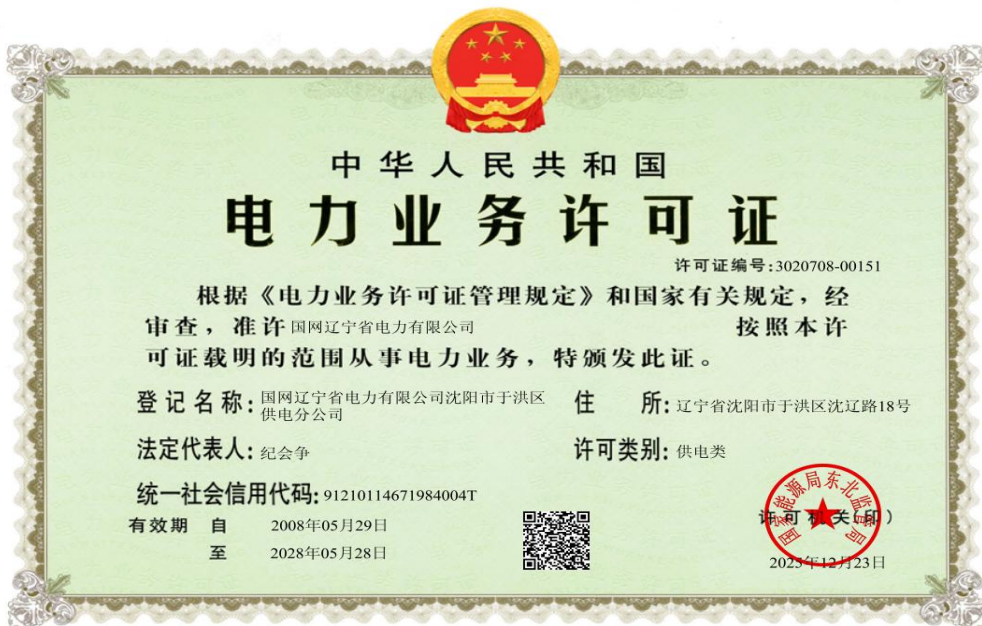 中华人民共和国
电力业务许可证
许可证编号:3020708-00151
根据《电力业务许可证管理规定》和国家有关规定，经
审查，准许 国网辽宁省电力有限公司 按照本许
可证载明的范围从事电力业务，特颁发此证。
登记名称: 国网辽宁省电力有限公司沈阳市于洪区
供电分公司
住 所: 辽宁省沈阳市于洪区沈辽路18号
法定代表人: 纪会争
许可类别: 供电类
统一社会信用代码: 91210114671984004T
有效期 自 2008年05月29日
至 2028年05月28日
国家能源局东北监管局
许可机关(印)
2025年12月23日